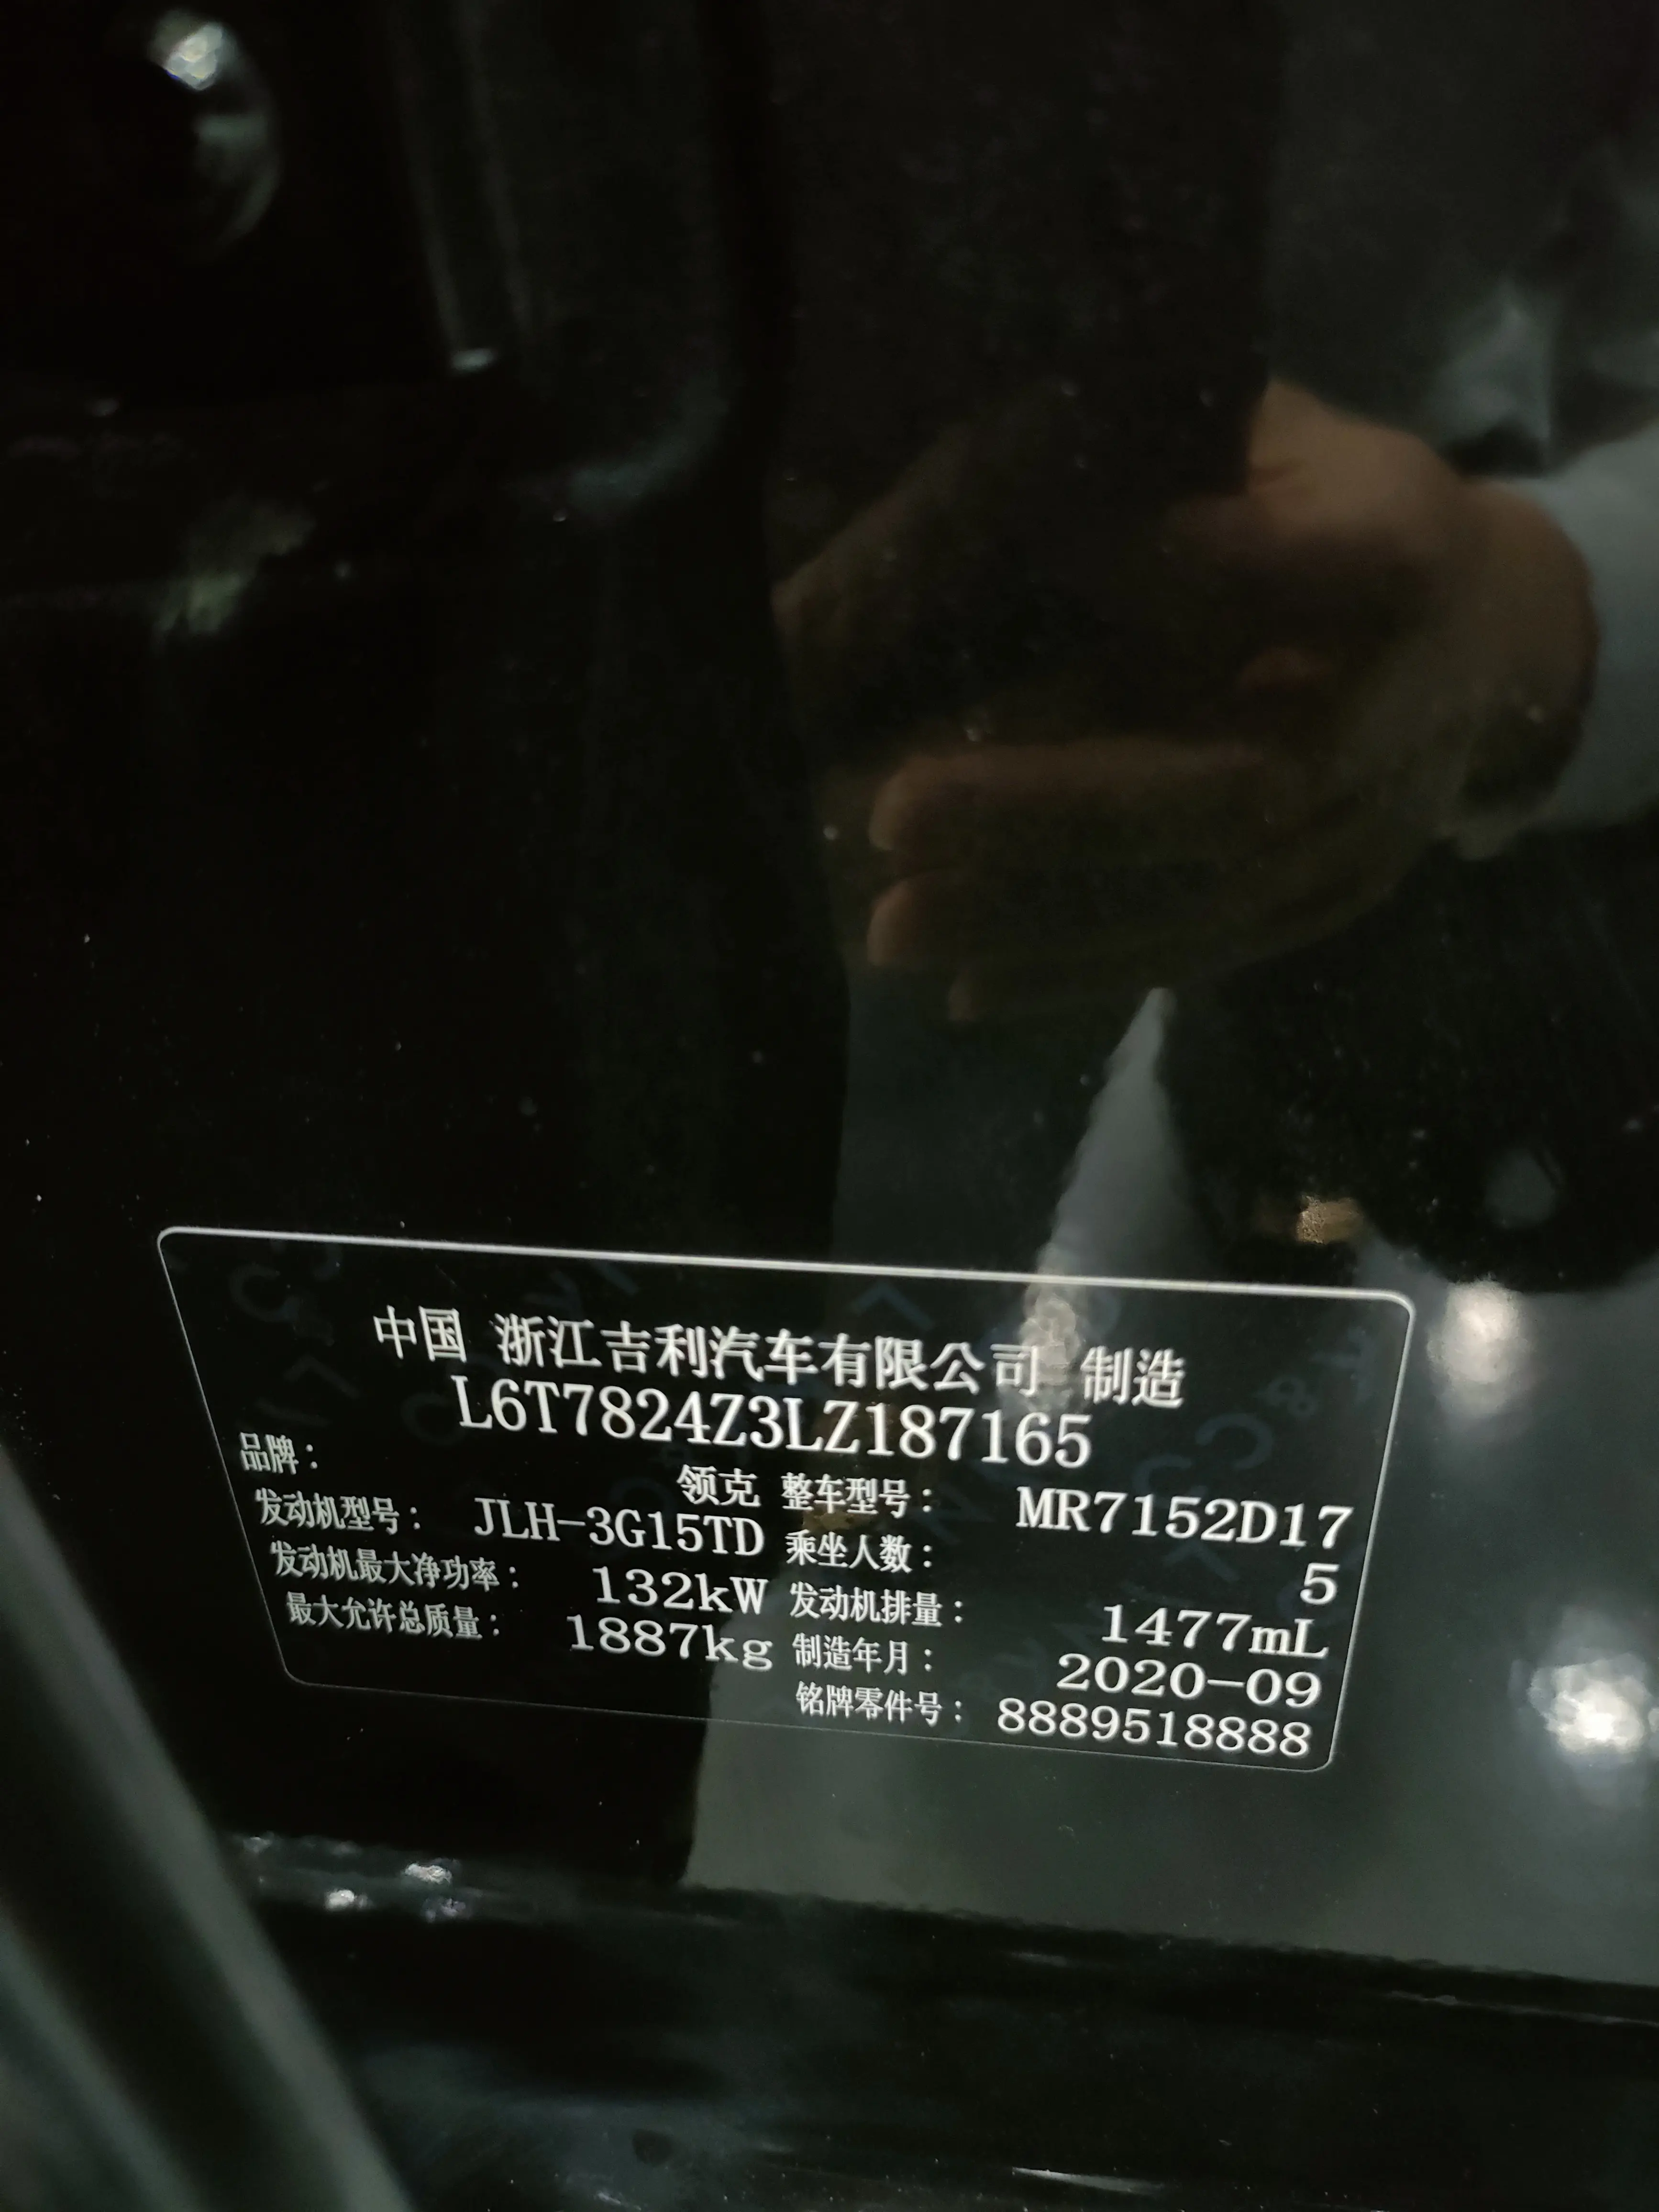 中国 浙江吉利汽车有限公司 制造
L6T7824Z3LZ187165
品牌： 领克 整车型号： MR7152D17
发动机型号： JLH-3G15TD 乘坐人数： 5
发动机最大净功率： 132kW 发动机排量： 1477mL
最大允许总质量： 1887kg 制造年月： 2020-09
铭牌零件号： 8889518888